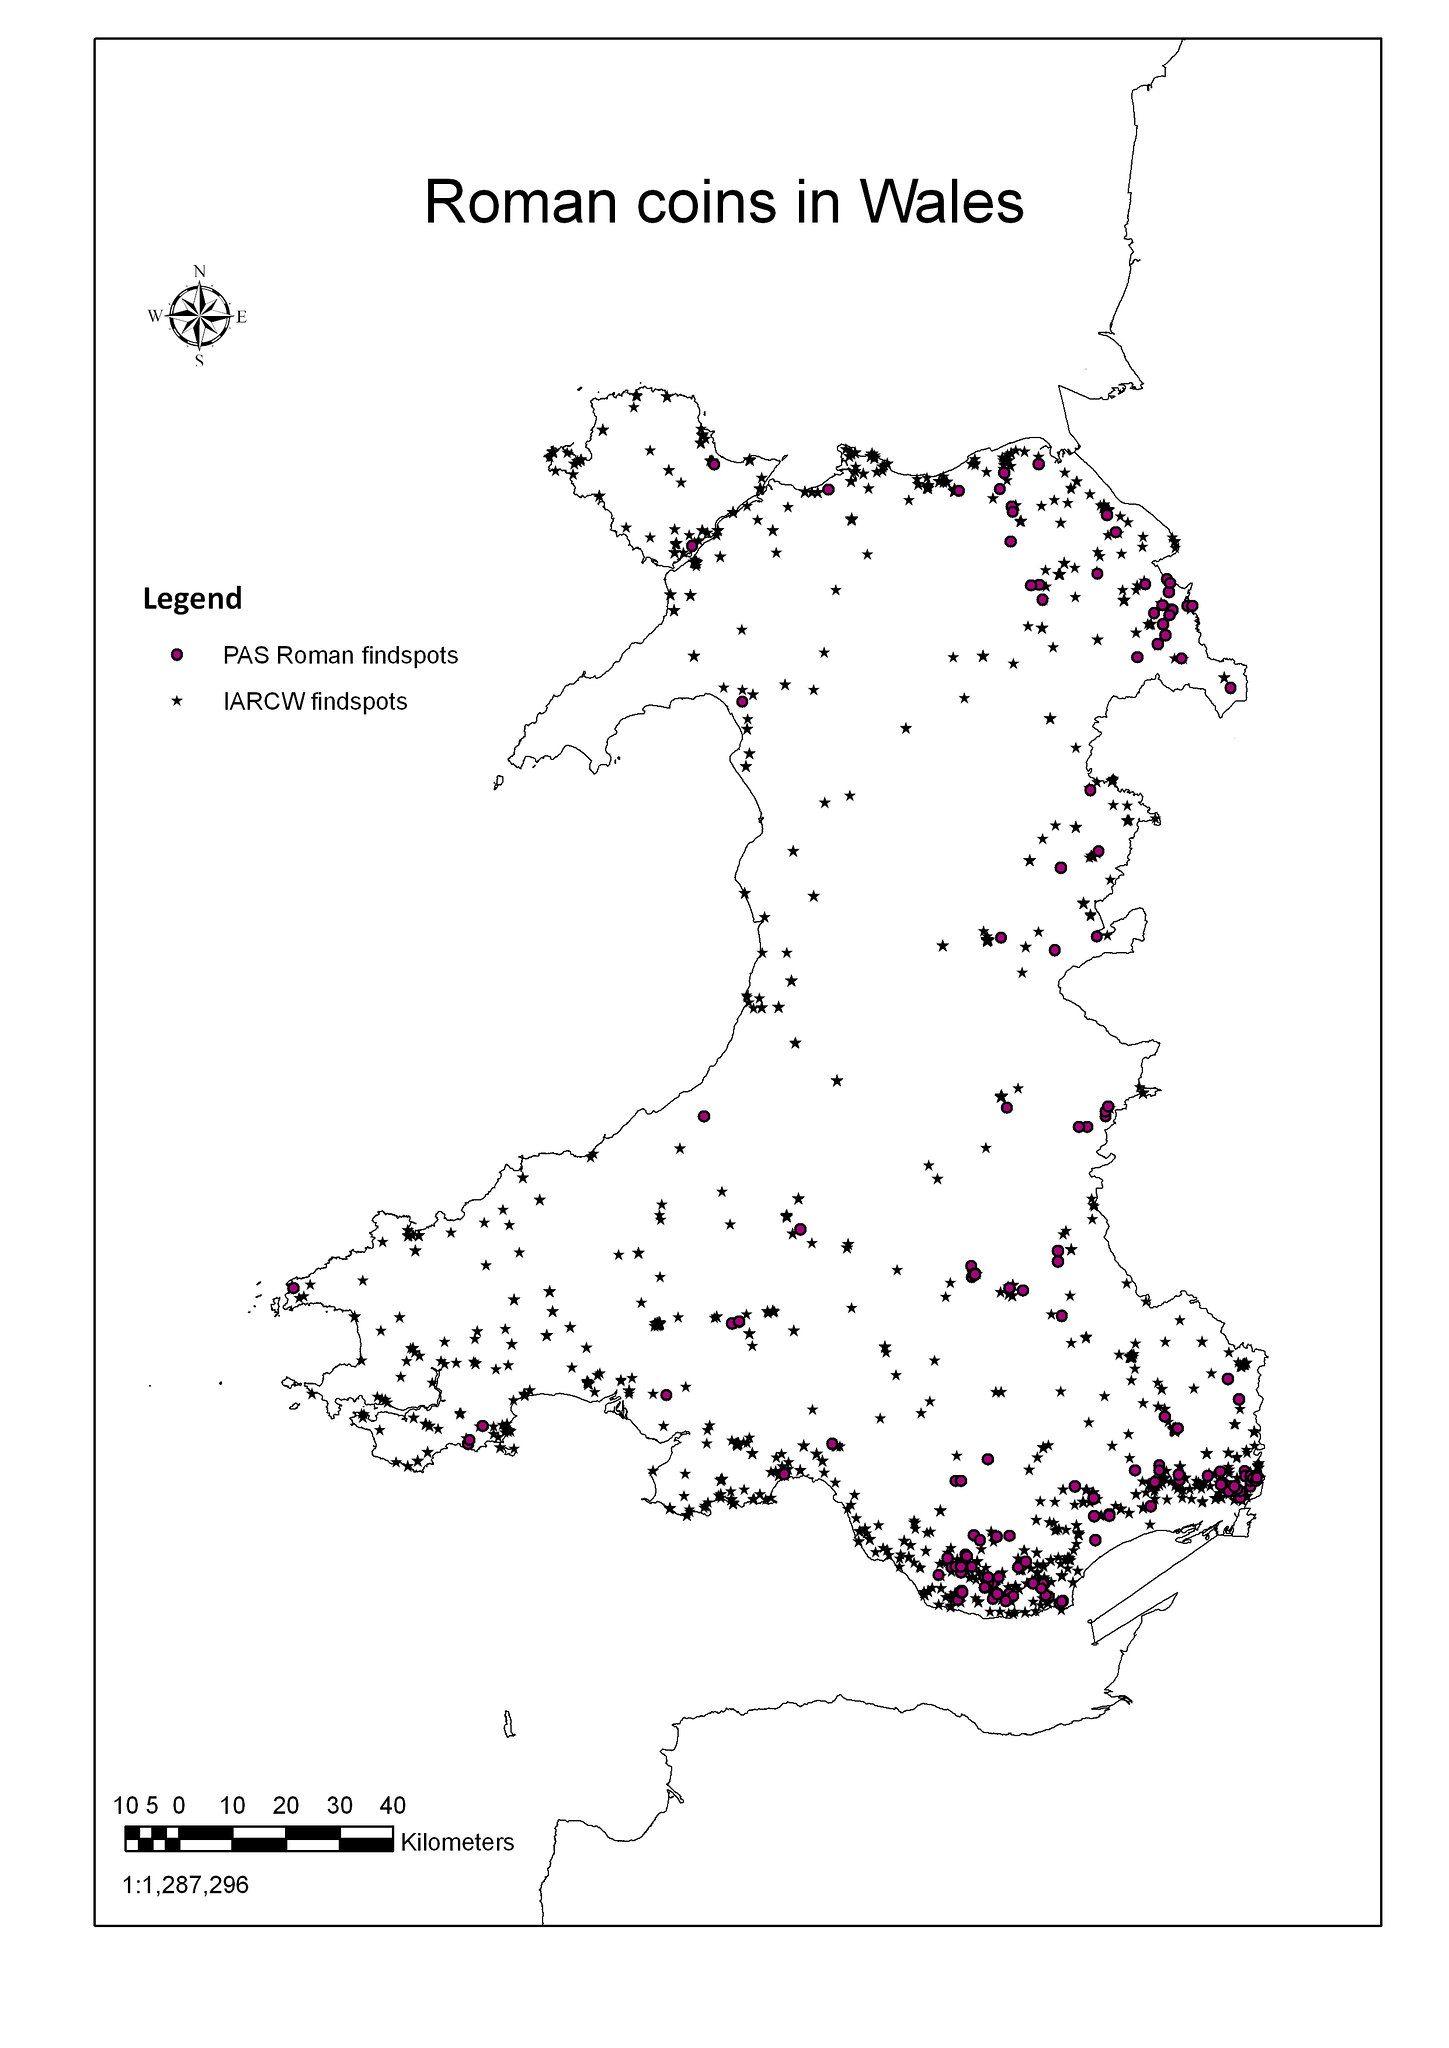 Roman coins in Wales
N
W E
S
Legend
PAS Roman findspots
IARCW findspots
10 5 0 10 20 30 40
Kilometers
1:1,287,296